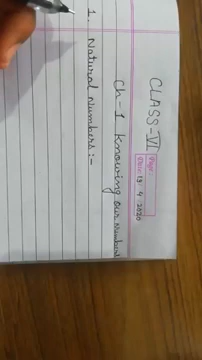 CLASS-VI
Page:
Date: 13 4 2020
Ch-1 Knowing our Numbers
1. Natural Numbers:-